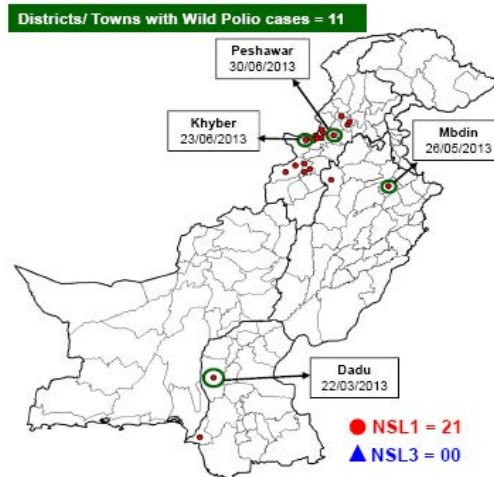 Districts/ Towns with Wild Polio cases = 11
Peshawar
30/06/2013
Khyber
23/06/2013
Mbdin
26/05/2013
Dadu
22/03/2013
NSL1 = 21
NSL3 = 00